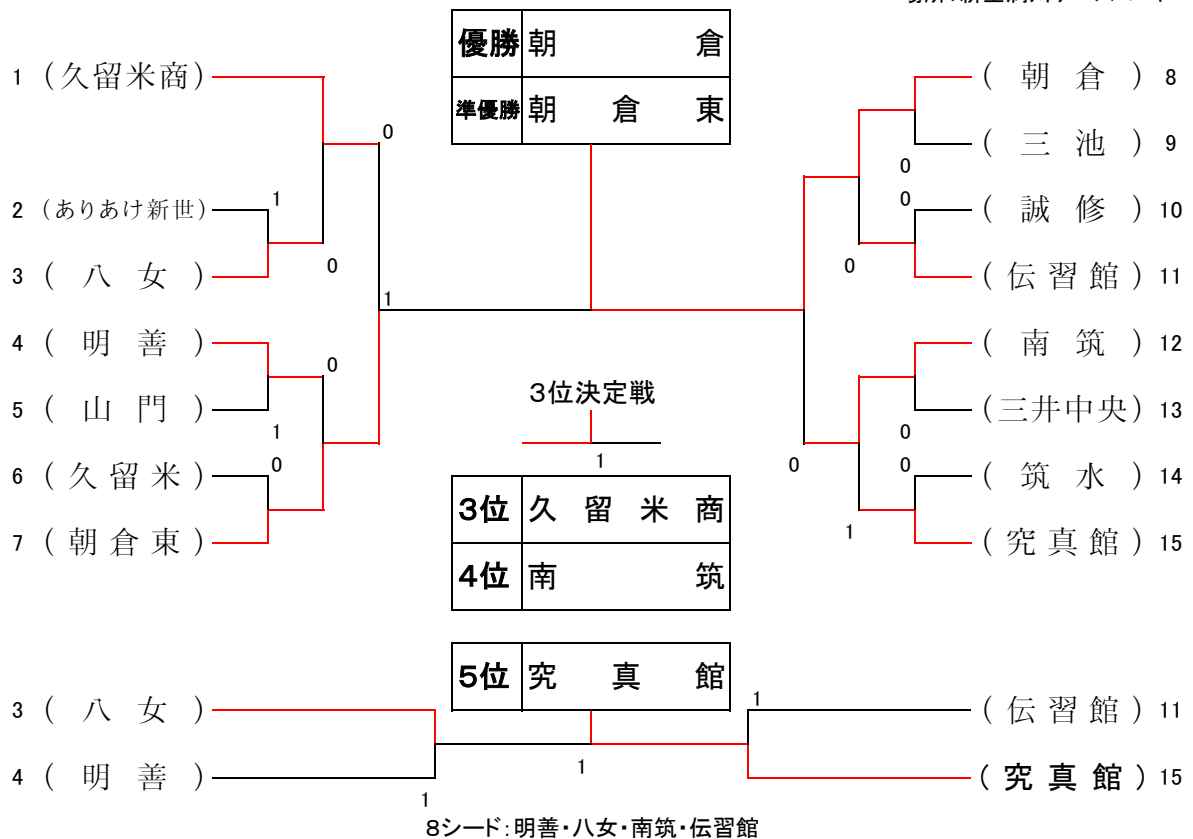 優勝 朝倉
準優勝 朝倉東
1 (久留米商)
0
2 (ありあけ新世)
1
3 (八女)
0
1
4 (明善)
0
5 (山門)
1
6 (久留米)
0
7 (朝倉東)
(朝倉) 8
(三池) 9
0
(誠修) 10
0
(伝習館) 11
0
(南筑) 12
(三井中央) 13
0
(筑水) 14
0
0
(究真館) 15
1
3位決定戦
1
3位 久留米商
4位 南筑
5位 究真館
3 (八女)
4 (明善)
1
1
(伝習館) 11
1
(究真館) 15
8シード:明善・八女・南筑・伝習館